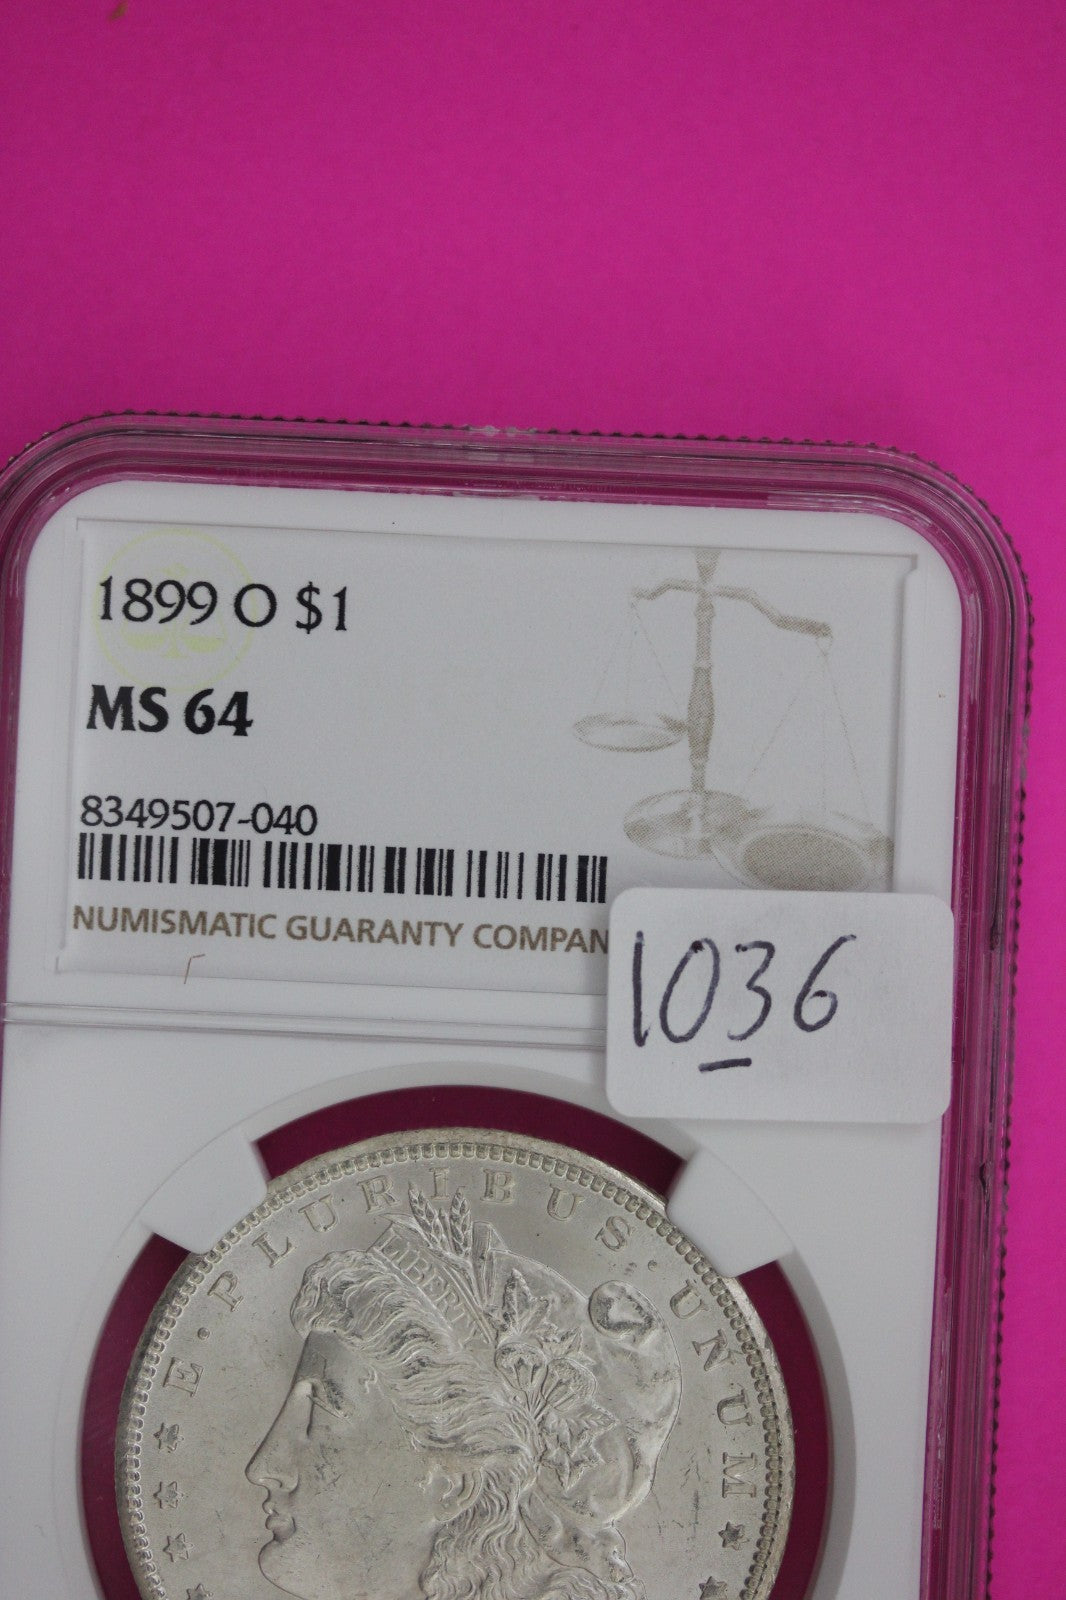 1899 O $1
MS 64
8349507-040
NUMISMATIC GUARANTY COMPAN
1036
E · PLURIBUS · UNUM
LIBERTY